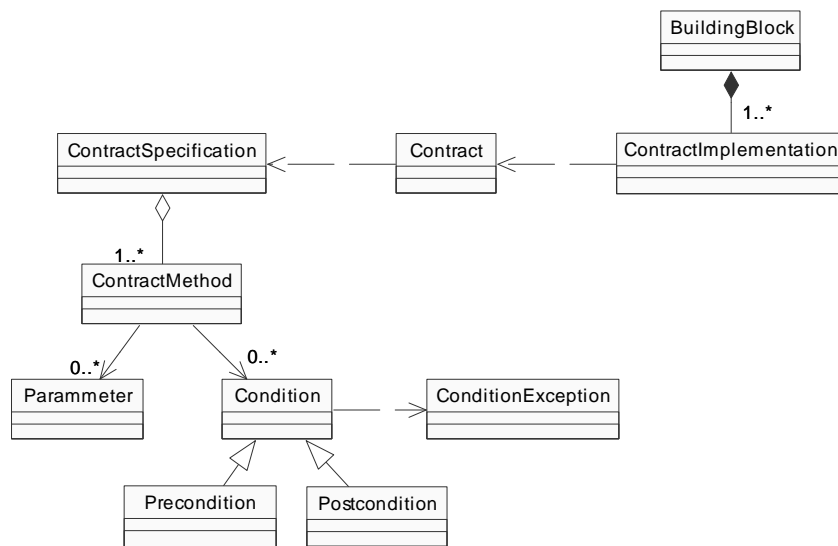 BuildingBlock
1..*
ContractSpecification
Contract
ContractImplementation
1..*
ContractMethod
0..*
0..*
Parammeter
Condition
ConditionException
Precondition
Postcondition